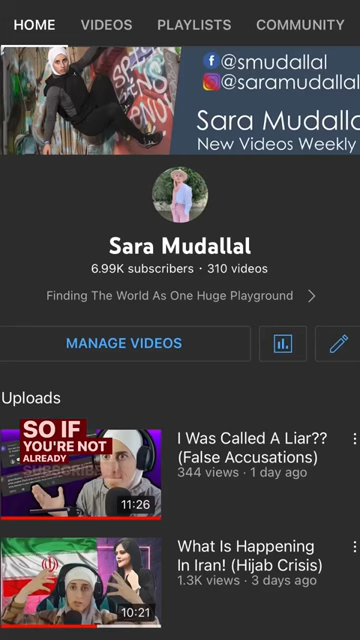 HOME VIDEOS PLAYLISTS COMMUNITY
@smudallal
@saramudallal
Sara Mudalla
New Videos Weekly
Sara Mudallal
6.99K subscribers · 310 videos
Finding The World As One Huge Playground
MANAGE VIDEOS
Uploads
SO IF
YOU'RE NOT
ALREADY
SUBSCRIBED
11:26
I Was Called A Liar??
(False Accusations)
344 views · 1 day ago
10:21
What Is Happening
In Iran! (Hijab Crisis)
1.3K views · 3 days ago